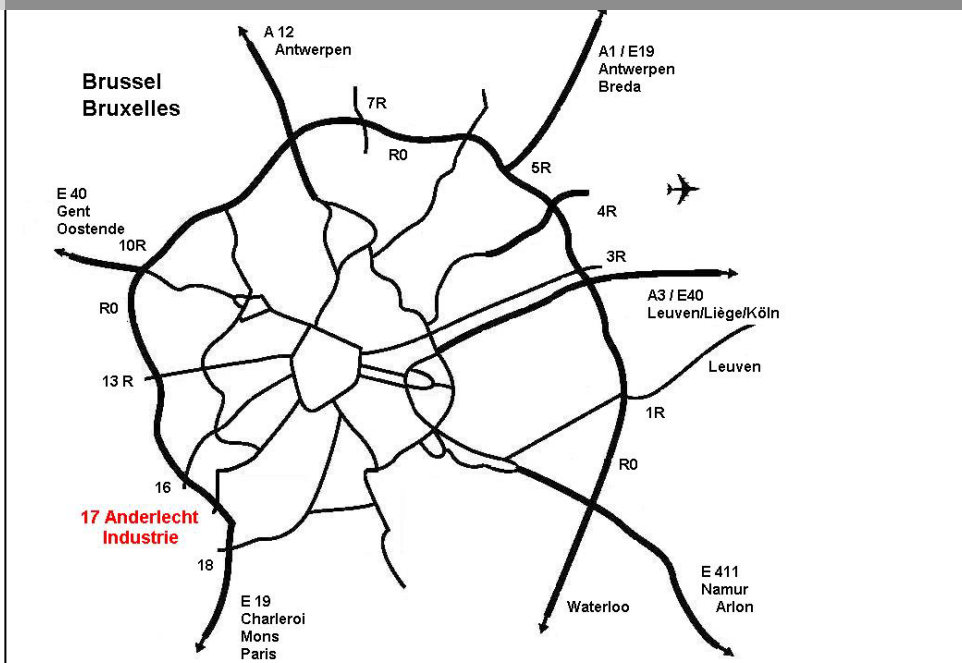 A 12
Antwerpen
A1 / E19
Antwerpen
Breda
Brussel
Bruxelles
7R
R0
5R
E 40
Gent
Oostende
4R
10R
3R
R0
A3 / E40
Leuven/Liège/Köln
13 R
Leuven
1R
R0
16
17 Anderlecht
Industrie
18
E 19
Charleroi
Mons
Paris
Waterloo
E 411
Namur
Arlon